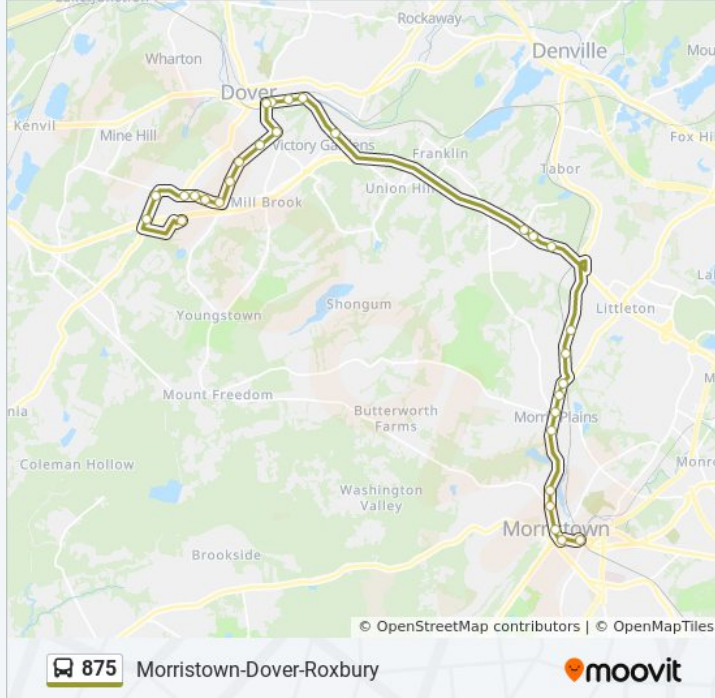 Rockaway
Denville
Wharton
Dover
Kenvil
Mine Hill
Victory Gardens
Franklin
Fox Hi
Tabor
Union Hill
Mill Brook
Shongum
Littleton
Youngstown
Mount Freedom
Butterworth
Farms
Morris Plains
nia
Coleman Hollow
Monro
Washington
Valley
Morristown
Brookside
© OpenStreetMap contributors | © OpenMapTiles
875 Morristown-Dover-Roxbury moovit